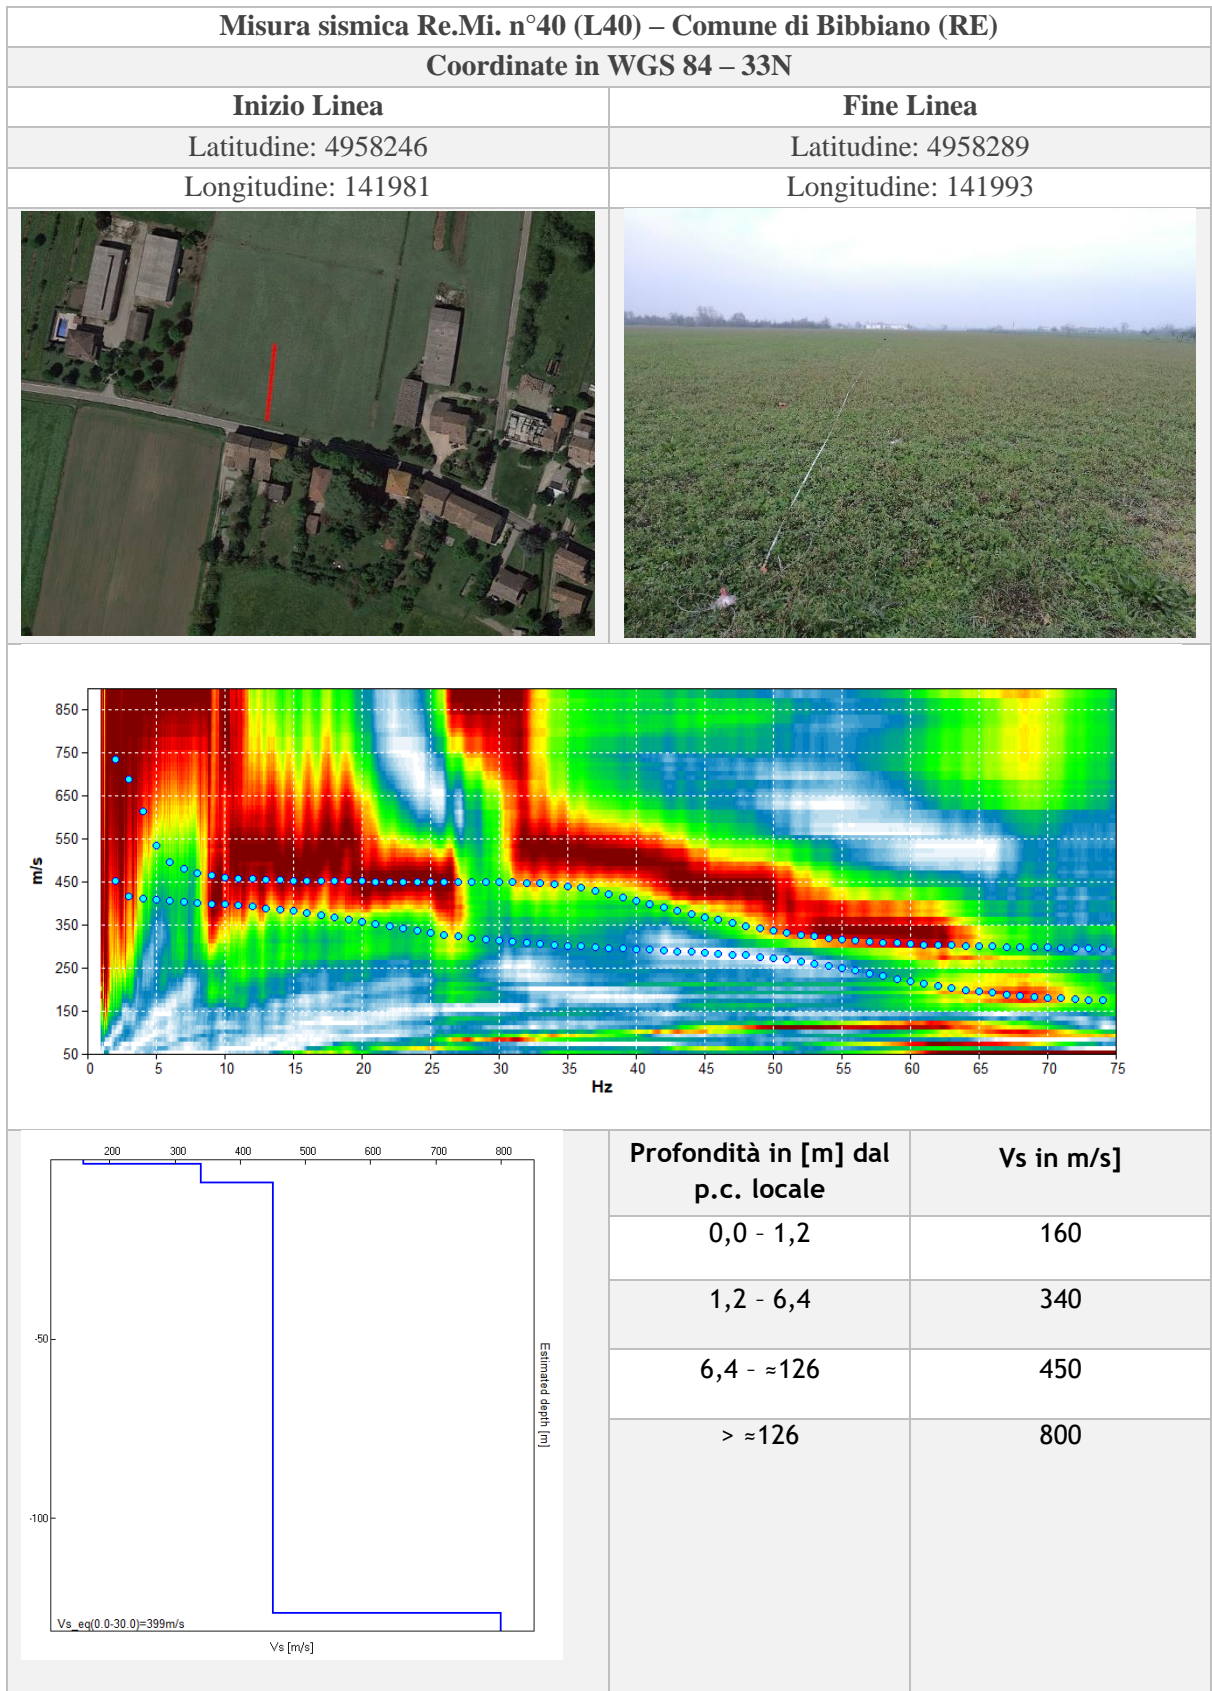 Misura sismica Re.Mi. n°40 (L40) – Comune di Bibbiano (RE)
Coordinate in WGS 84 – 33N
Inizio Linea
Fine Linea
Latitudine: 4958246
Latitudine: 4958289
Longitudine: 141981
Longitudine: 141993
850
750
650
550
450
350
250
150
50
m/s
0 5 10 15 20 25 30 35 40 45 50 55 60 65 70 75
Hz
200 300 400 500 600 700 800
-50
-100
Estimated depth [m]
Vs_eq(0.0-30.0)=399m/s
Vs [m/s]
Profondità in [m] dal
p.c. locale
Vs in m/s]
0,0 – 1,2
160
1,2 – 6,4
340
6,4 – ≈126
450
> ≈126
800